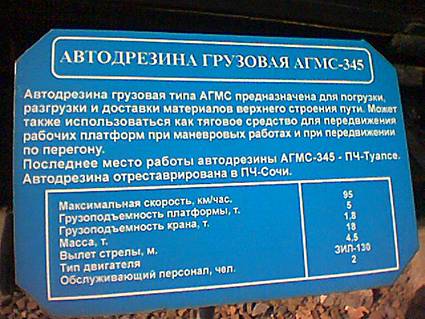 АВТОДРЕЗИНА ГРУЗОВАЯ АГМС-345
Автодрезина грузовая типа АГМС предназначена для погрузки,
разгрузки и доставки материалов верхнего строения пути. Может
также использоваться как тяговое средство для передвижения
рабочих платформ при маневровых работах и при передвижении
по перегону.
Последнее место работы автодрезины АГМС-345 - ПЧ-Туапсе.
Автодрезина отреставрирована в ПЧ-Сочи.
Максимальная скорость, км/час. 95
Грузоподъемность платформы, т. 5
Грузоподъемность крана, т. 1,8
Масса, т. 18
Вылет стрелы, м. 4,5
Тип двигателя ЗИЛ-130
Обслуживающий персонал, чел. 2